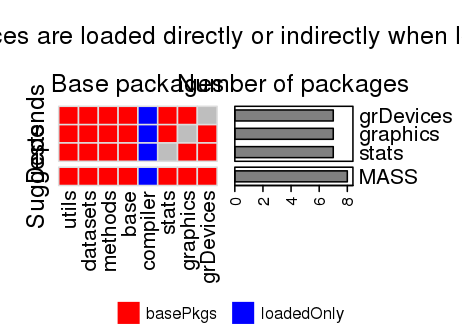 ces are loaded directly or indirectly when l
Base packages
Number of packages
Depends
Suggests
grDevices
graphics
stats
MASS
utils
datasets
methods
base
compiler
stats
graphics
grDevices
0 2 4 6 8
basePkgs
loadedOnly